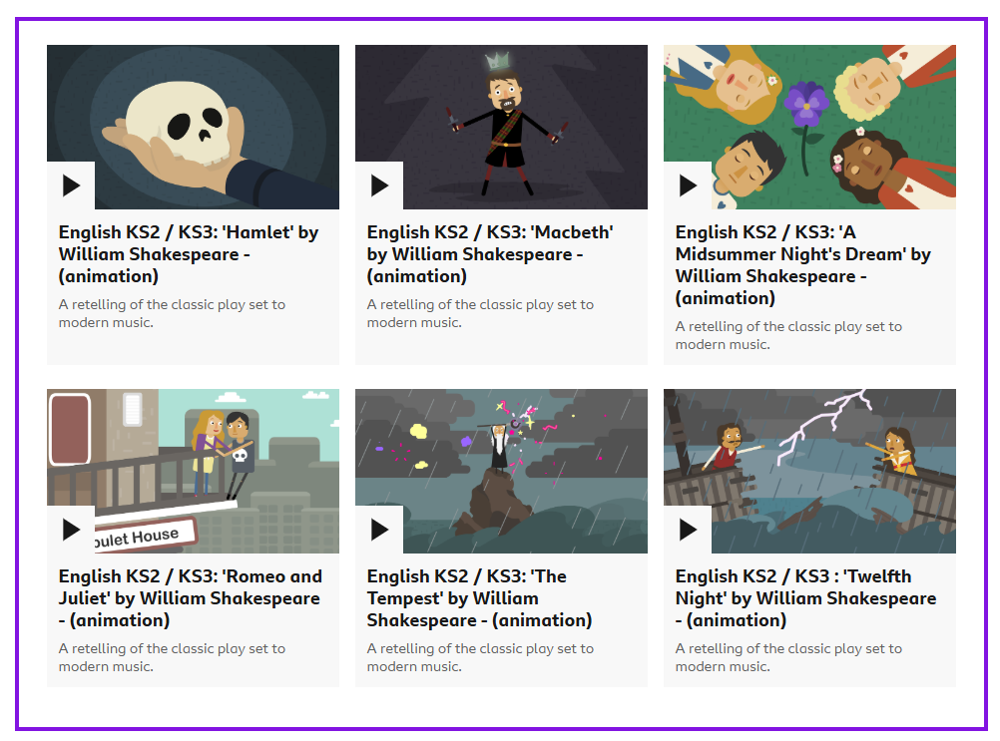 English KS2 / KS3: 'Hamlet' by
William Shakespeare -
(animation)
A retelling of the classic play set to
modern music.
English KS2 / KS3: 'Macbeth'
by William Shakespeare -
(animation)
A retelling of the classic play set to
modern music.
English KS2 / KS3: 'A
Midsummer Night's Dream' by
William Shakespeare -
(animation)
A retelling of the classic play set to
modern music.
House
English KS2 / KS3: 'Romeo and
Juliet' by William Shakespeare
- (animation)
A retelling of the classic play set to
modern music.
English KS2 / KS3: 'The
Tempest' by William
Shakespeare - (animation)
A retelling of the classic play set to
modern music.
English KS2 / KS3 : 'Twelfth
Night' by William Shakespeare
- (animation)
A retelling of the classic play set to
modern music.